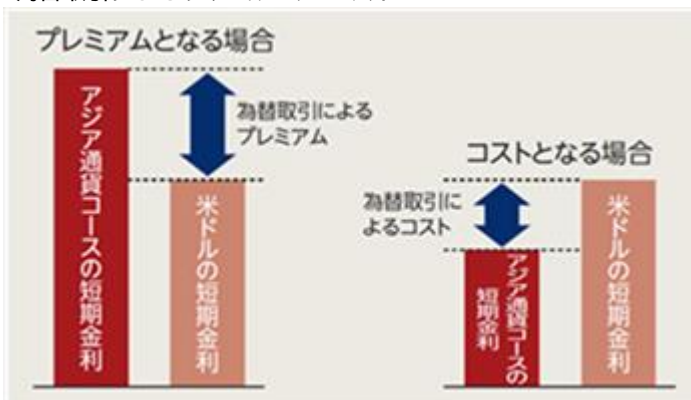 プレミアムとなる場合
アジア通貨コースの短期金利
米ドルの短期金利
為替取引による
プレミアム
コストとなる場合
為替取引に
よるコスト
アジア通貨コースの
短期金利
米ドルの短期金利